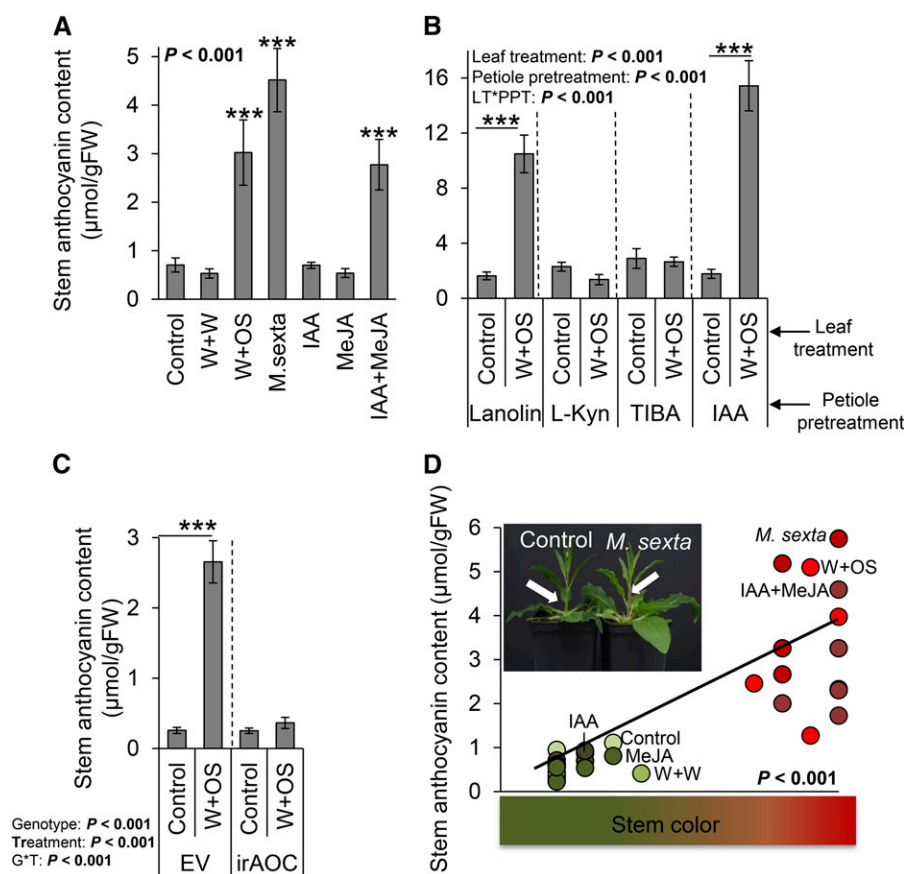 A
Stem anthocyanin content
(µmol/gFW)
5
4
3
2
1
0
P < 0.001
***
***
***
Control
W+W
W+OS
M.sexta
IAA
MeJA
IAA+MeJA
B
16
12
8
4
0
Leaf treatment: P < 0.001
Petiole pretreatment: P < 0.001
LT*PPT: P < 0.001
***
***
Control
W+OS
Control
W+OS
Control
W+OS
Control
W+OS
Leaf
treatment
Lanolin
L-Kyn
TIBA
IAA
Petiole
pretreatment
C
Stem anthocyanin content
(µmol/gFW)
3
2
1
0
***
Control
W+OS
Control
W+OS
EV
irAOC
Genotype: P < 0.001
Treatment: P < 0.001
G*T: P < 0.001
D
Stem anthocyanin content (µmol/gFW)
6
5
4
3
2
1
0
Control
M. sexta
M. sexta
W+OS
IAA+MeJA
IAA
Control
MeJA
W+W
P < 0.001
Stem color